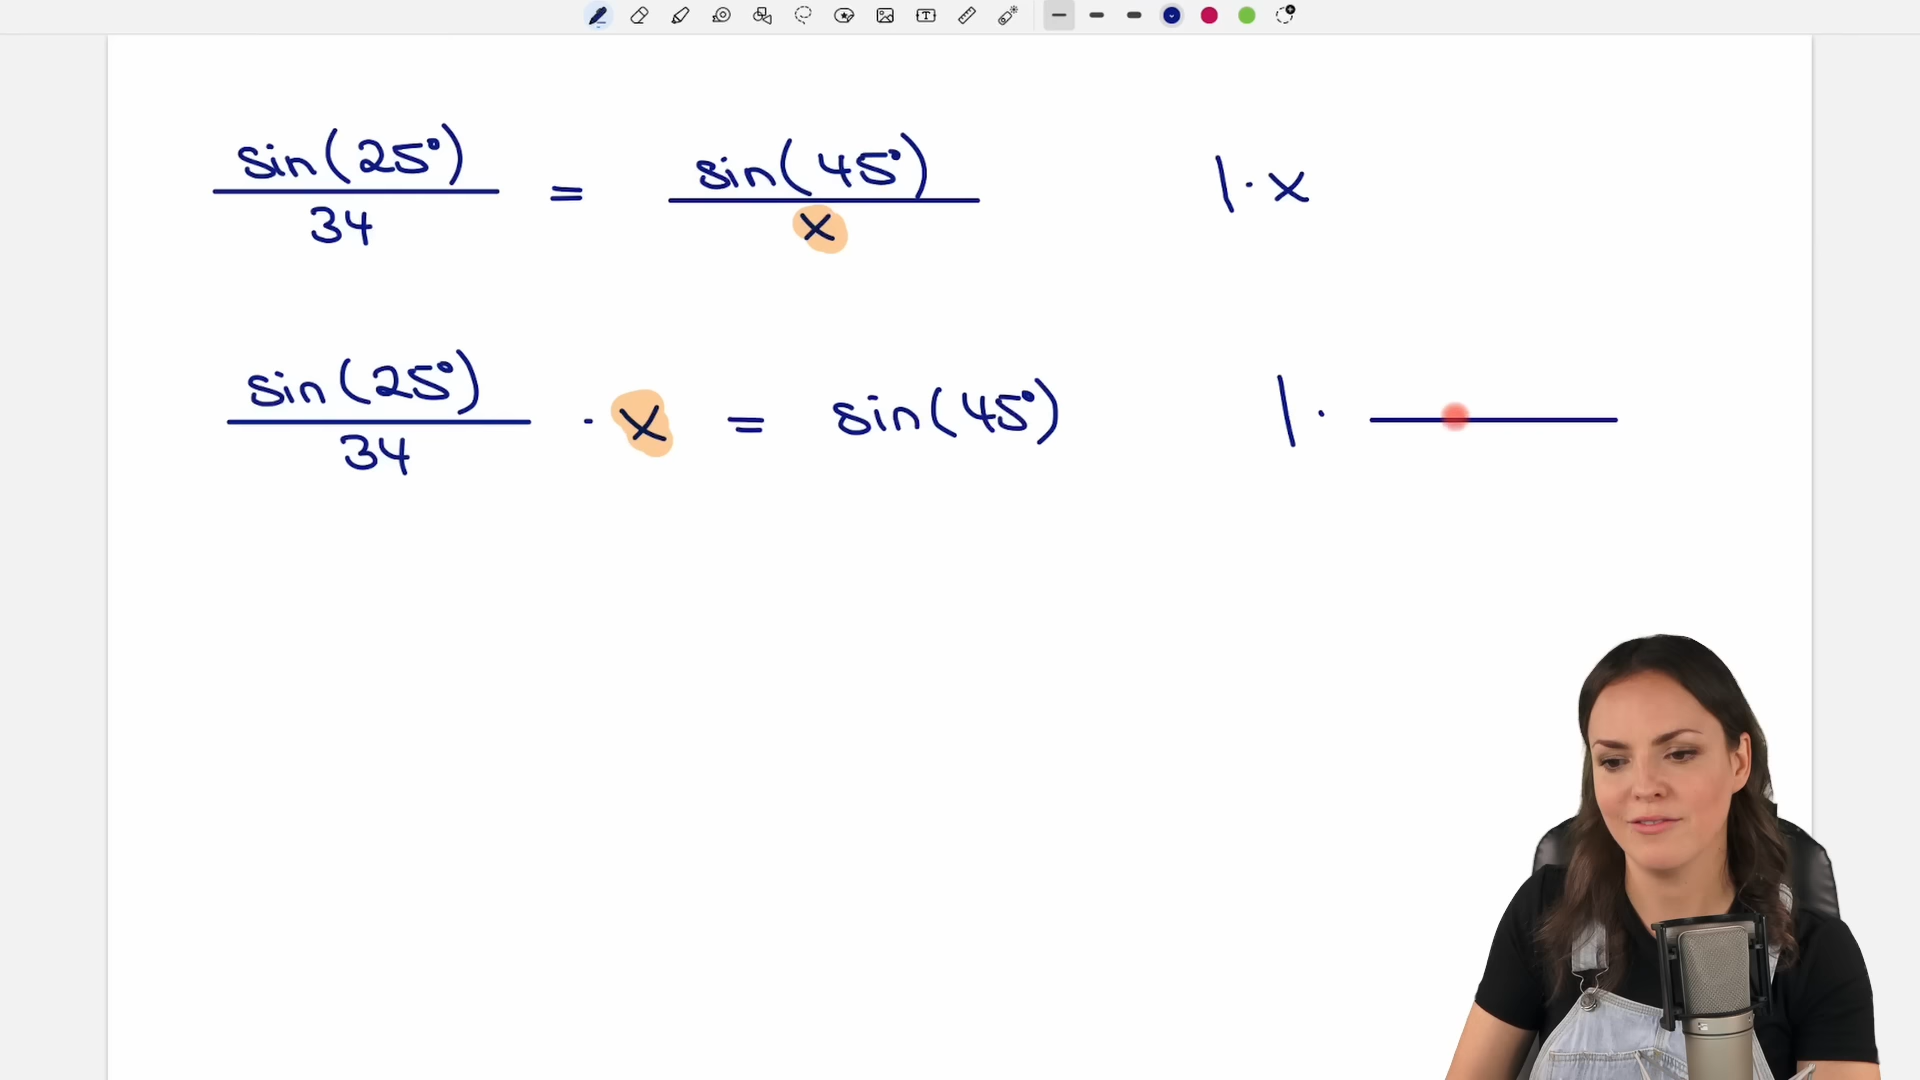 sin(25°)/34 = sin(45°)/x | · x
sin(25°)/34 · x = sin(45°) | ·